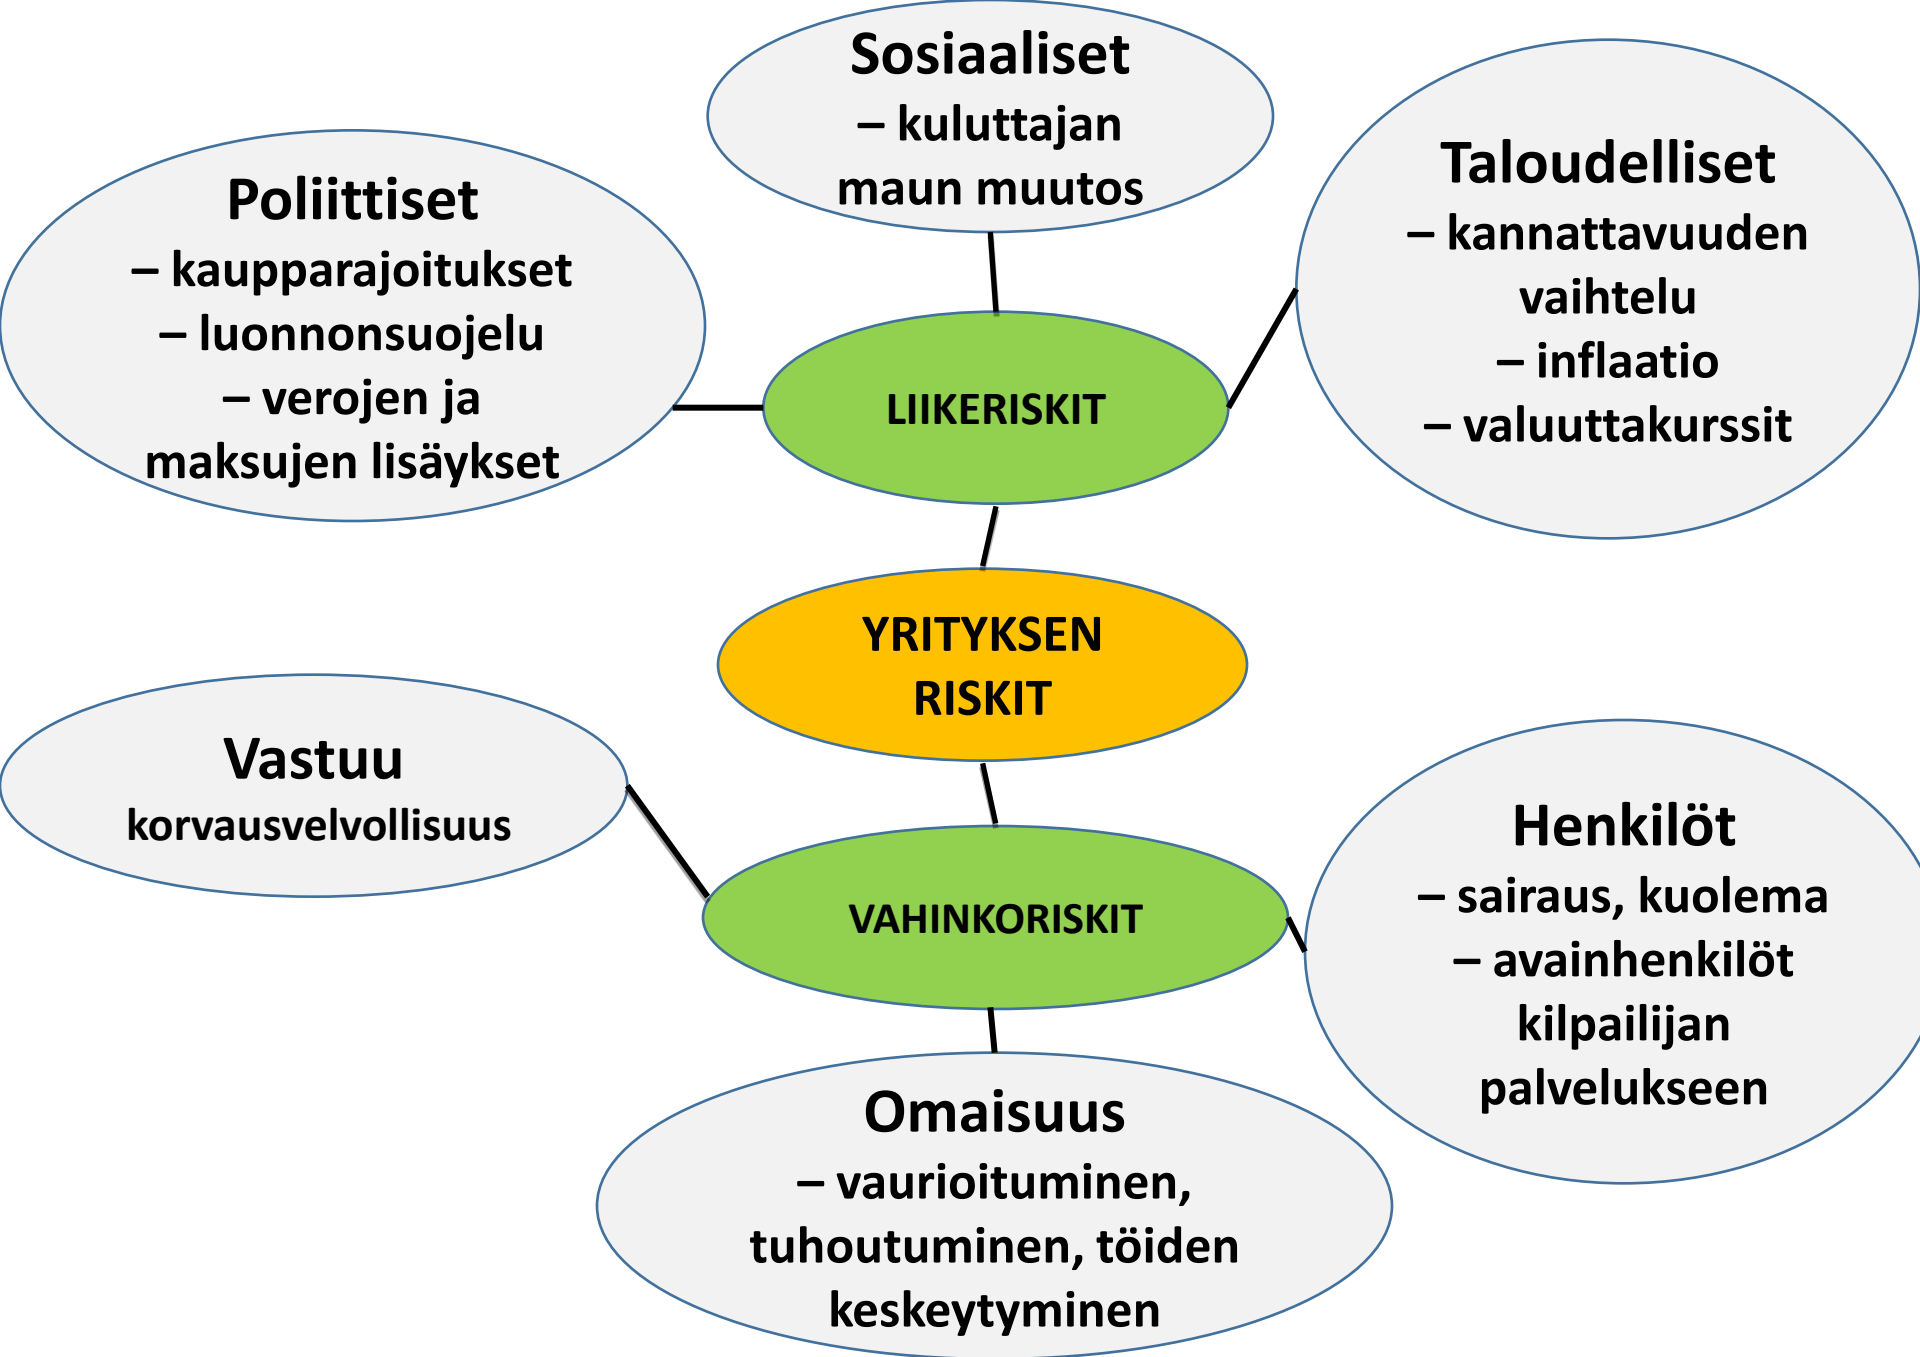 Sosiaaliset
– kuluttajan
maun muutos
Poliittiset
– kaupparajoitukset
– luonnonsuojelu
– verojen ja
maksujen lisäykset
Taloudelliset
– kannattavuuden
vaihtelu
– inflaatio
– valuuttakurssit
LIIKERISKIT
YRITYKSEN
RISKIT
Vastuu
korvausvelvollisuus
VAHINKORISKIT
Henkilöt
– sairaus, kuolema
– avainhenkilöt
kilpailijan
palvelukseen
Omaisuus
– vaurioituminen,
tuhoutuminen, töiden
keskeytyminen